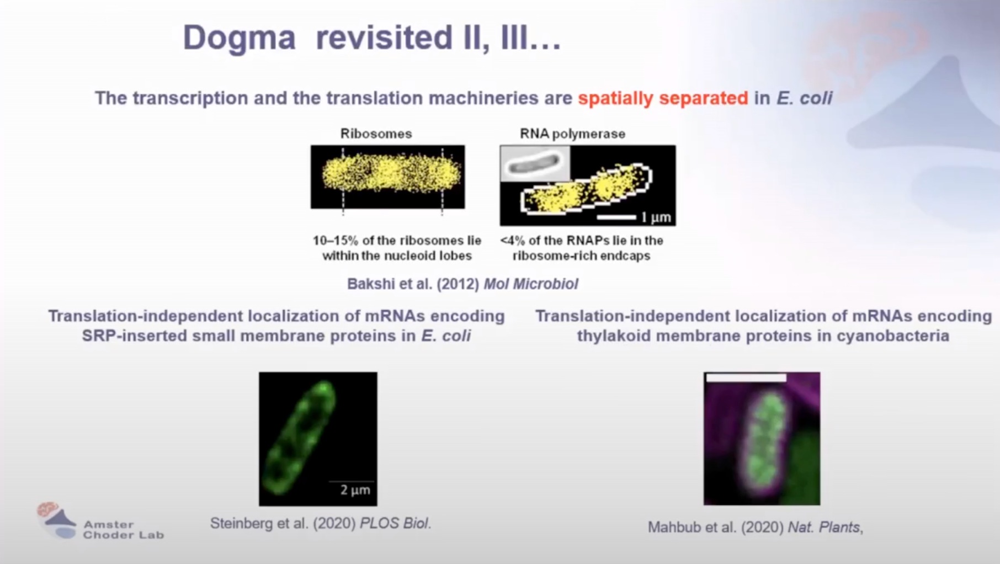 Dogma revisited II, III...
The transcription and the translation machineries are spatially separated in E. coli
Ribosomes
RNA polymerase
1 µm
10–15% of the ribosomes lie
within the nucleoid lobes
<4% of the RNAPs lie in the
ribosome-rich endcaps
Bakshi et al. (2012) Mol Microbiol
Translation-independent localization of mRNAs encoding
SRP-inserted small membrane proteins in E. coli
Translation-independent localization of mRNAs encoding
thylakoid membrane proteins in cyanobacteria
2 µm
Steinberg et al. (2020) PLOS Biol.
Mahbub et al. (2020) Nat. Plants,
Amster
Choder Lab